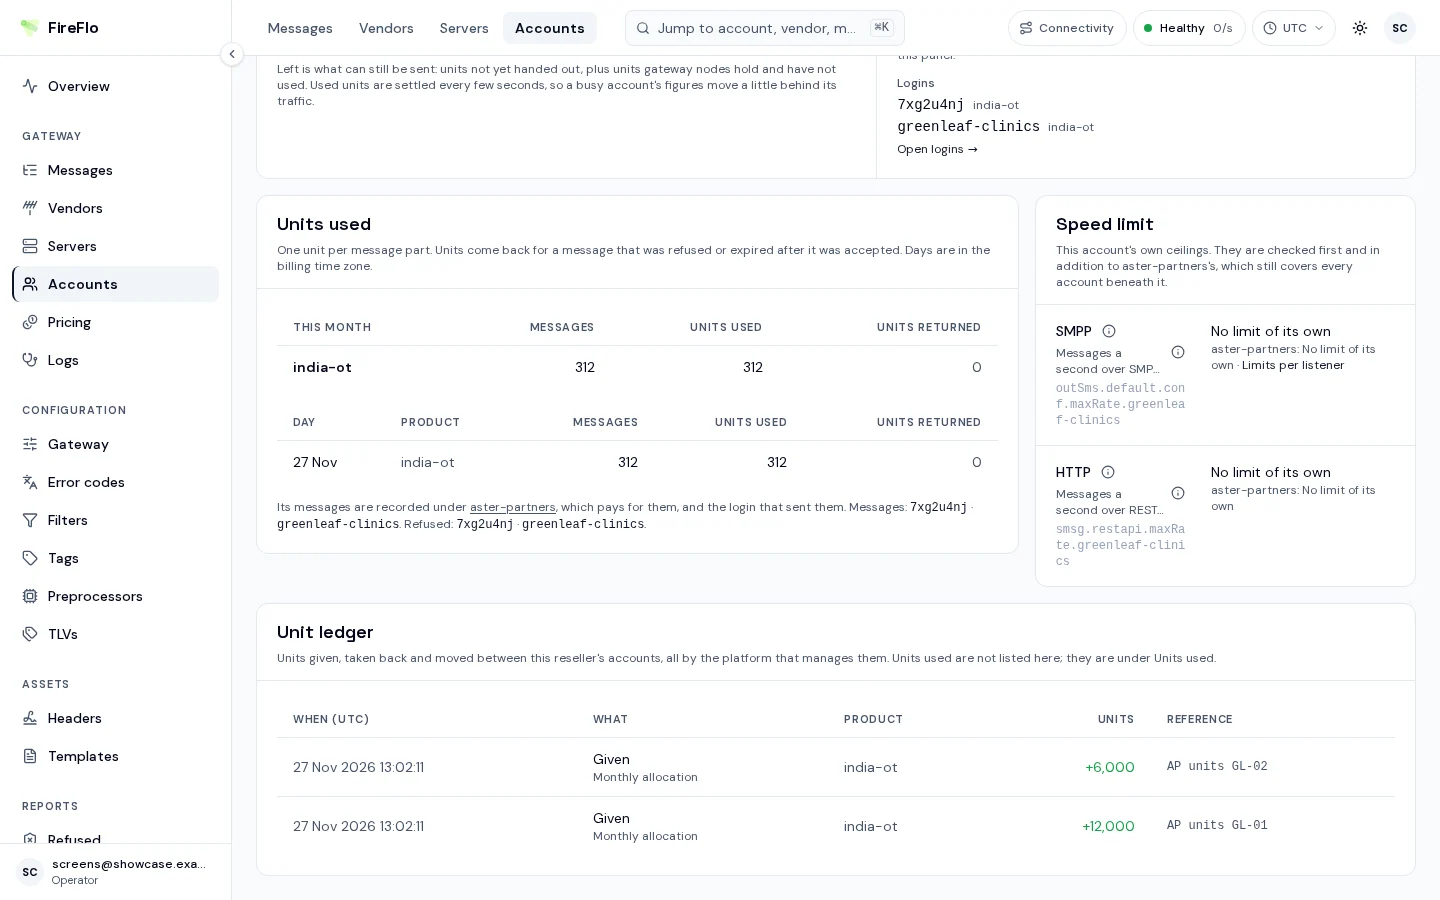 FireFlo
Messages
Vendors
Servers
Accounts
Jump to account, vendor, m...
⌘K
Connectivity
Healthy 0/s
UTC
SC
Overview
GATEWAY
Messages
Vendors
Servers
Accounts
Pricing
Logs
CONFIGURATION
Gateway
Error codes
Filters
Tags
Preprocessors
TLVs
ASSETS
Headers
Templates
REPORTS
Refused
SC
screens@showcase.exa...
Operator
Left is what can still be sent: units not yet handed out, plus units gateway nodes hold and have not
used. Used units are settled every few seconds, so a busy account's figures move a little behind its
traffic.
this panel.
Logins
7xg2u4nj india-ot
greenleaf-clinics india-ot
Open logins →
Units used
One unit per message part. Units come back for a message that was refused or expired after it was accepted. Days are in the
billing time zone.
THIS MONTH MESSAGES UNITS USED UNITS RETURNED
india-ot 312 312 0
DAY PRODUCT MESSAGES UNITS USED UNITS RETURNED
27 Nov india-ot 312 312 0
Its messages are recorded under aster-partners, which pays for them, and the login that sent them. Messages: 7xg2u4nj ·
greenleaf-clinics. Refused: 7xg2u4nj · greenleaf-clinics.
Speed limit
This account's own ceilings. They are checked first and in
addition to aster-partners's, which still covers every
account beneath it.
SMPP
Messages a
second over SMP...
outSms.default.con
f.maxRate.greenlea
f-clinics
No limit of its own
aster-partners: No limit of its
own · Limits per listener
HTTP
Messages a
second over REST...
smsg.restapi.maxRa
te.greenleaf-clini
cs
No limit of its own
aster-partners: No limit of its
own
Unit ledger
Units given, taken back and moved between this reseller's accounts, all by the platform that manages them. Units used are not listed here; they are under Units used.
WHEN (UTC) WHAT PRODUCT UNITS REFERENCE
27 Nov 2026 13:02:11 Given india-ot +6,000 AP units GL-02
Monthly allocation
27 Nov 2026 13:02:11 Given india-ot +12,000 AP units GL-01
Monthly allocation